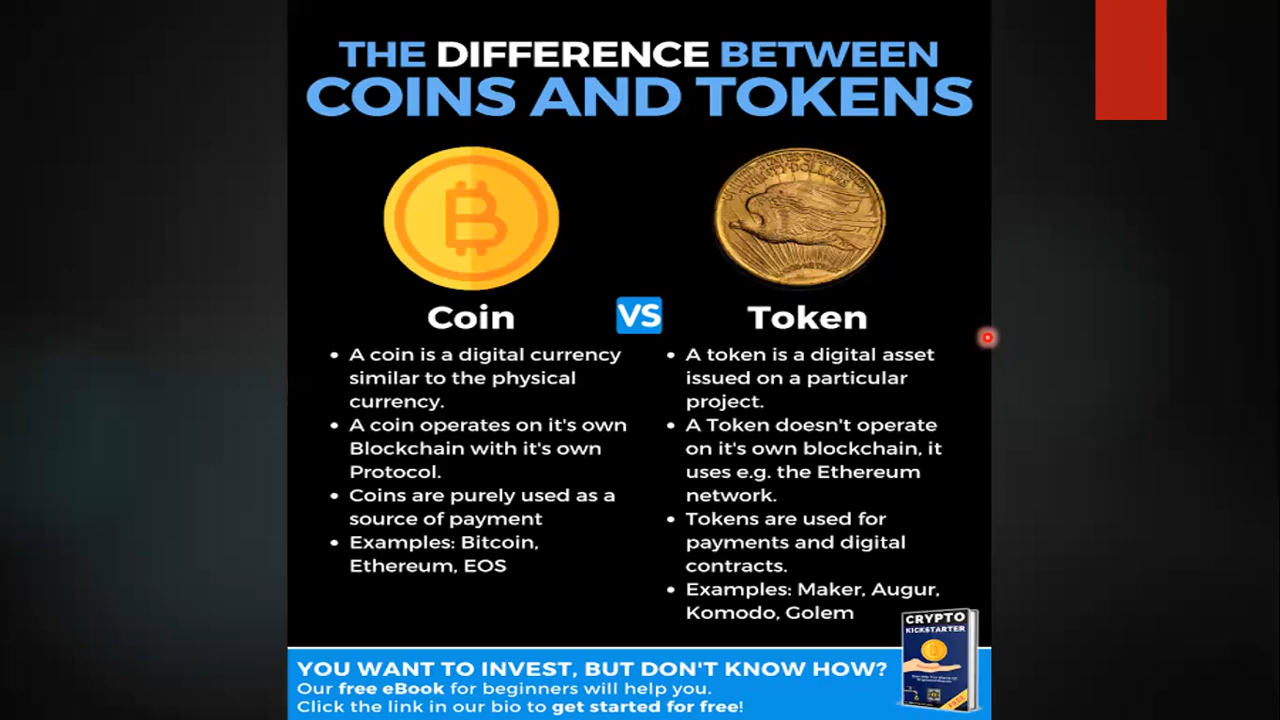 THE DIFFERENCE BETWEEN
COINS AND TOKENS
Coin
VS
Token
• A coin is a digital currency
similar to the physical
currency.
• A coin operates on it's own
Blockchain with it's own
Protocol.
• Coins are purely used as a
source of payment
• Examples: Bitcoin,
Ethereum, EOS
• A token is a digital asset
issued on a particular
project.
• A Token doesn't operate
on it's own blockchain, it
uses e.g. the Ethereum
network.
• Tokens are used for
payments and digital
contracts.
• Examples: Maker, Augur,
Komodo, Golem
CRYPTO
KICKSTARTER
FREE
YOU WANT TO INVEST, BUT DON'T KNOW HOW?
Our free eBook for beginners will help you.
Click the link in our bio to get started for free!